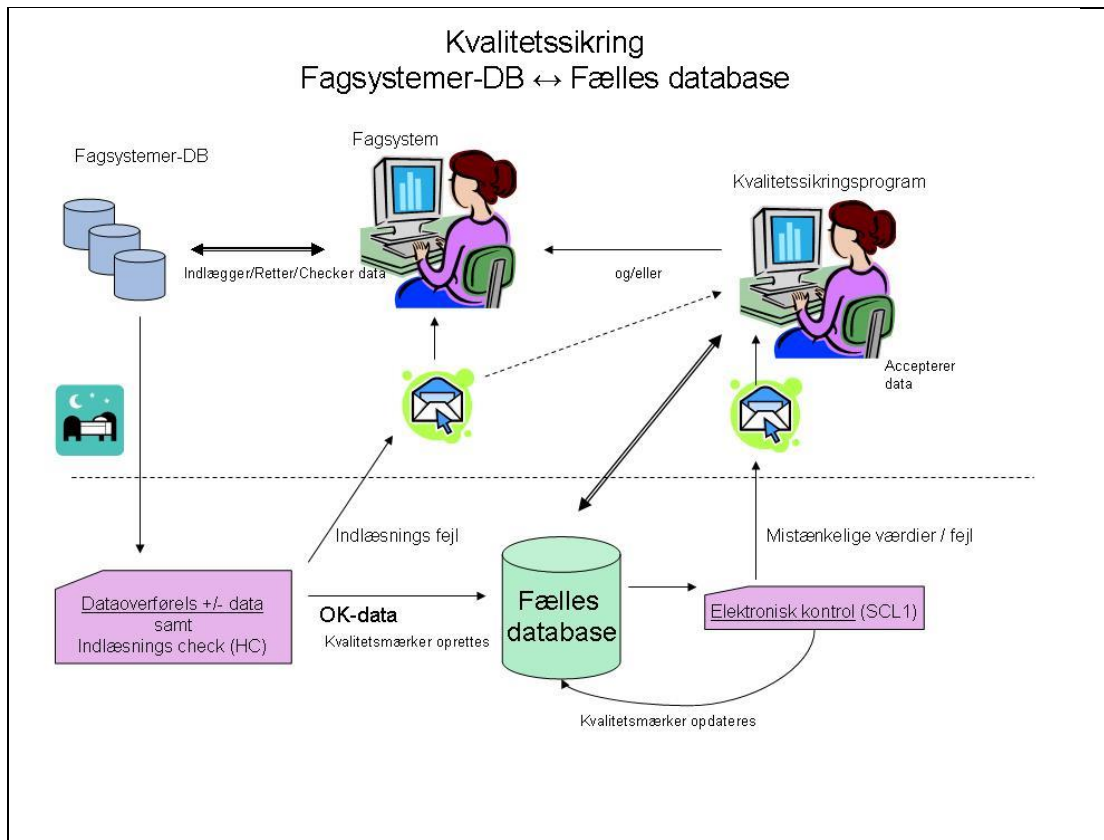 Kvalitetssikring
Fagsystemer-DB ↔ Fælles database
Fagsystem
Fagsystemer-DB
Kvalitetssikringsprogram
Indlægger/Retter/Checker data
og/eller
Accepterer
data
Indlæsnings fejl
Mistænkelige værdier / fejl
Dataoverførels +/- data
samt
Indlæsnings check (HC)
OK-data
Kvalitetsmærker oprettes
Fælles
database
Elektronisk kontrol (SCL1)
Kvalitetsmærker opdateres